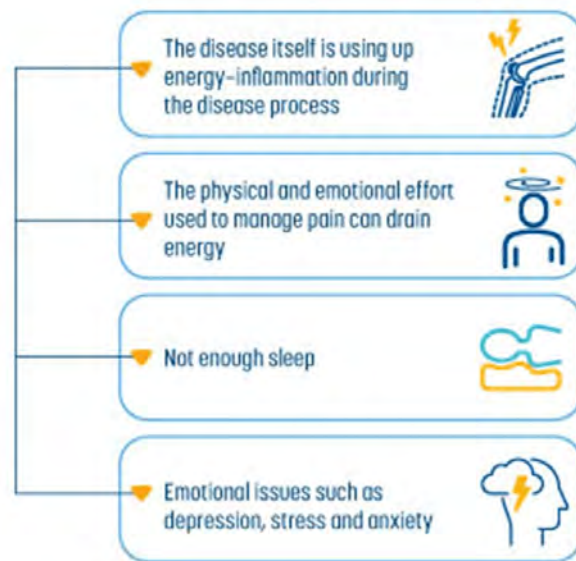 The disease itself is using up
energy-inflammation during
the disease process
The physical and emotional effort
used to manage pain can drain
energy
Not enough sleep
Emotional issues such as
depression, stress and anxiety